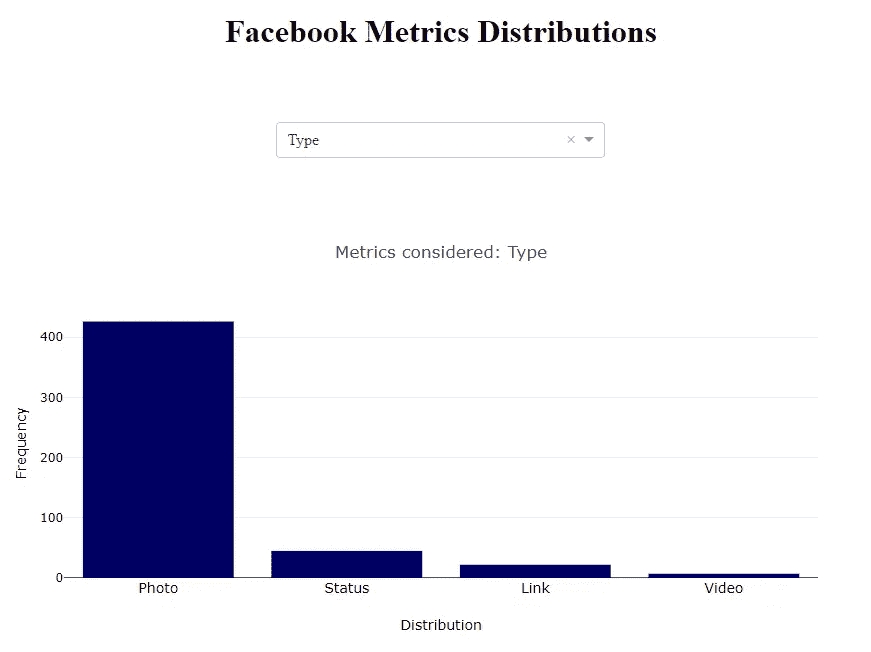 Facebook Metrics Distributions
Type
Metrics considered: Type
400
300
200
100
0
Frequency
Photo Status Link Video
Distribution